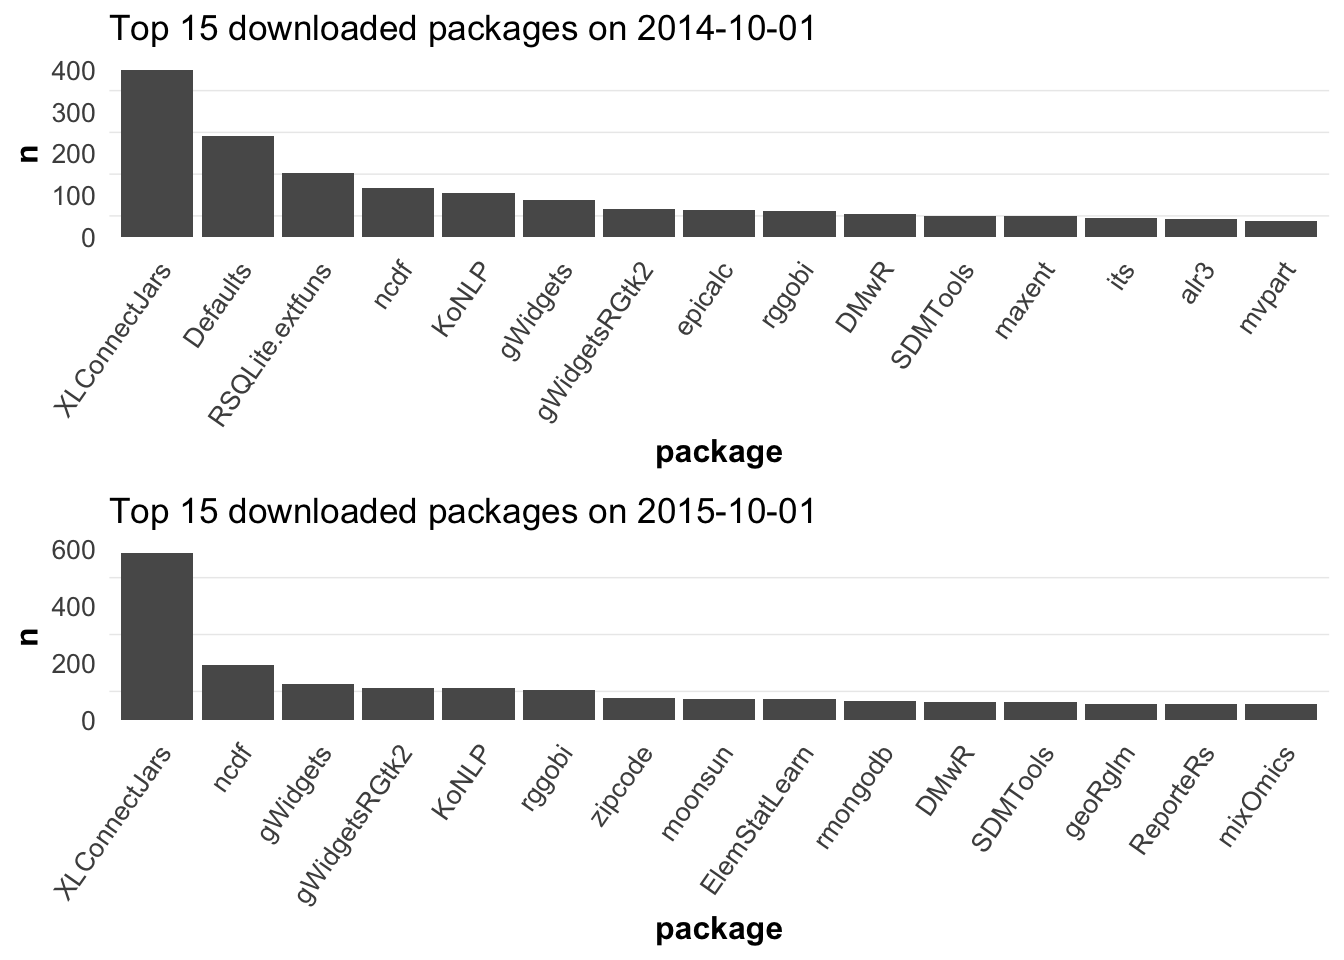 Top 15 downloaded packages on 2014-10-01
400
300
200
100
0
n
XLConnectJars
Defaults
RSQLite.extfuns
ncdf
KoNLP
gWidgets
gWidgetsRGtk2
epicalc
rggobi
DMwR
SDMTools
maxent
its
alr3
mvpart
package
Top 15 downloaded packages on 2015-10-01
600
400
200
0
n
XLConnectJars
ncdf
gWidgets
gWidgetsRGtk2
KoNLP
rggobi
zipcode
moonsun
ElemStatLearn
rmongodb
DMwR
SDMTools
geoRglm
ReporteRs
mixOmics
package